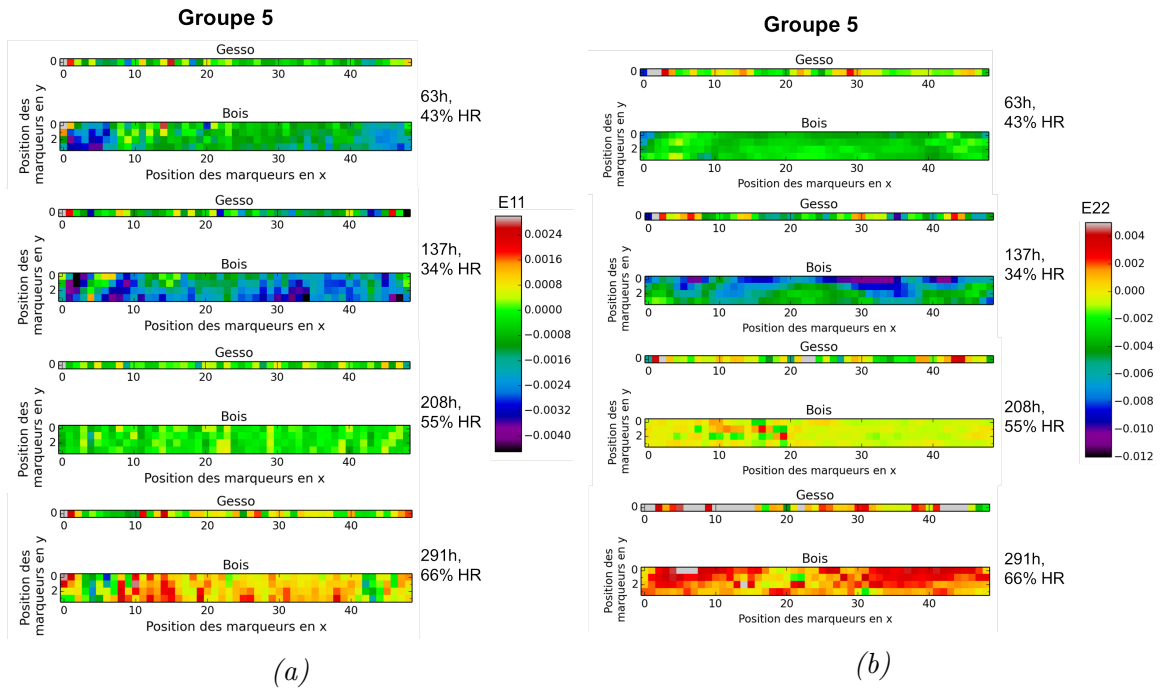 Groupe 5
Gesso
0
0 10 20 30 40
Bois
0
2
0 10 20 30 40
Position des marqueurs en y
Position des marqueurs en x
63h,
43% HR
Gesso
0
0 10 20 30 40
Bois
0
2
0 10 20 30 40
Position des marqueurs en y
Position des marqueurs en x
137h,
34% HR
Gesso
0
0 10 20 30 40
Bois
0
2
0 10 20 30 40
Position des marqueurs en y
Position des marqueurs en x
208h,
55% HR
Gesso
0
0 10 20 30 40
Bois
0
2
0 10 20 30 40
Position des marqueurs en y
Position des marqueurs en x
291h,
66% HR
E11
0.0024
0.0016
0.0008
0.0000
−0.0008
−0.0016
−0.0024
−0.0032
−0.0040
(a)
Groupe 5
Gesso
0
0 10 20 30 40
Bois
0
2
0 10 20 30 40
Position des marqueurs en y
Position des marqueurs en x
63h,
43% HR
Gesso
0
0 10 20 30 40
Bois
0
2
0 10 20 30 40
Position des marqueurs en y
Position des marqueurs en x
137h,
34% HR
Gesso
0
0 10 20 30 40
Bois
0
2
0 10 20 30 40
Position des marqueurs en y
Position des marqueurs en x
208h,
55% HR
Gesso
0
0 10 20 30 40
Bois
0
2
0 10 20 30 40
Position des marqueurs en y
Position des marqueurs en x
291h,
66% HR
E22
0.004
0.002
0.000
−0.002
−0.004
−0.006
−0.008
−0.010
−0.012
(b)